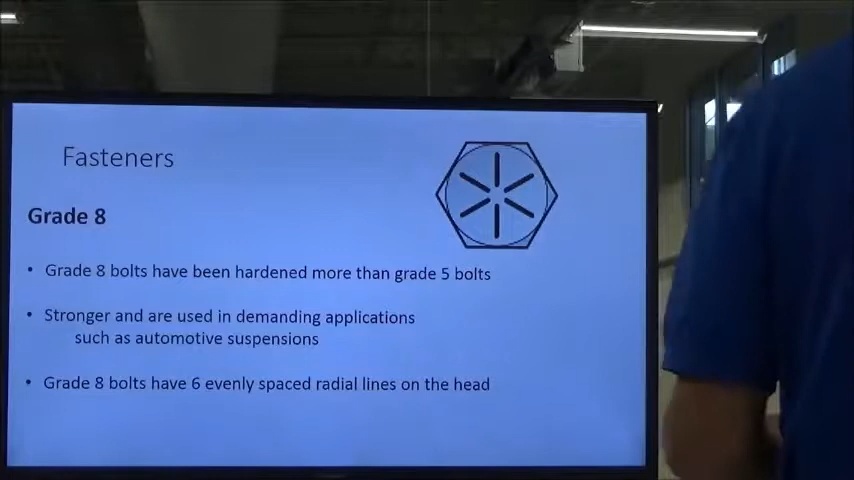 Fasteners
Grade 8
• Grade 8 bolts have been hardened more than grade 5 bolts
• Stronger and are used in demanding applications
such as automotive suspensions
• Grade 8 bolts have 6 evenly spaced radial lines on the head